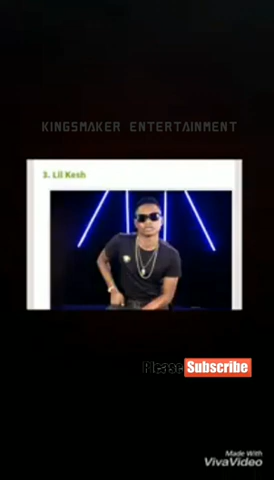 KINGSMAKER ENTERTAINMENT
3. Lil Kesh
Please Subscribe
Made With
VivaVideo